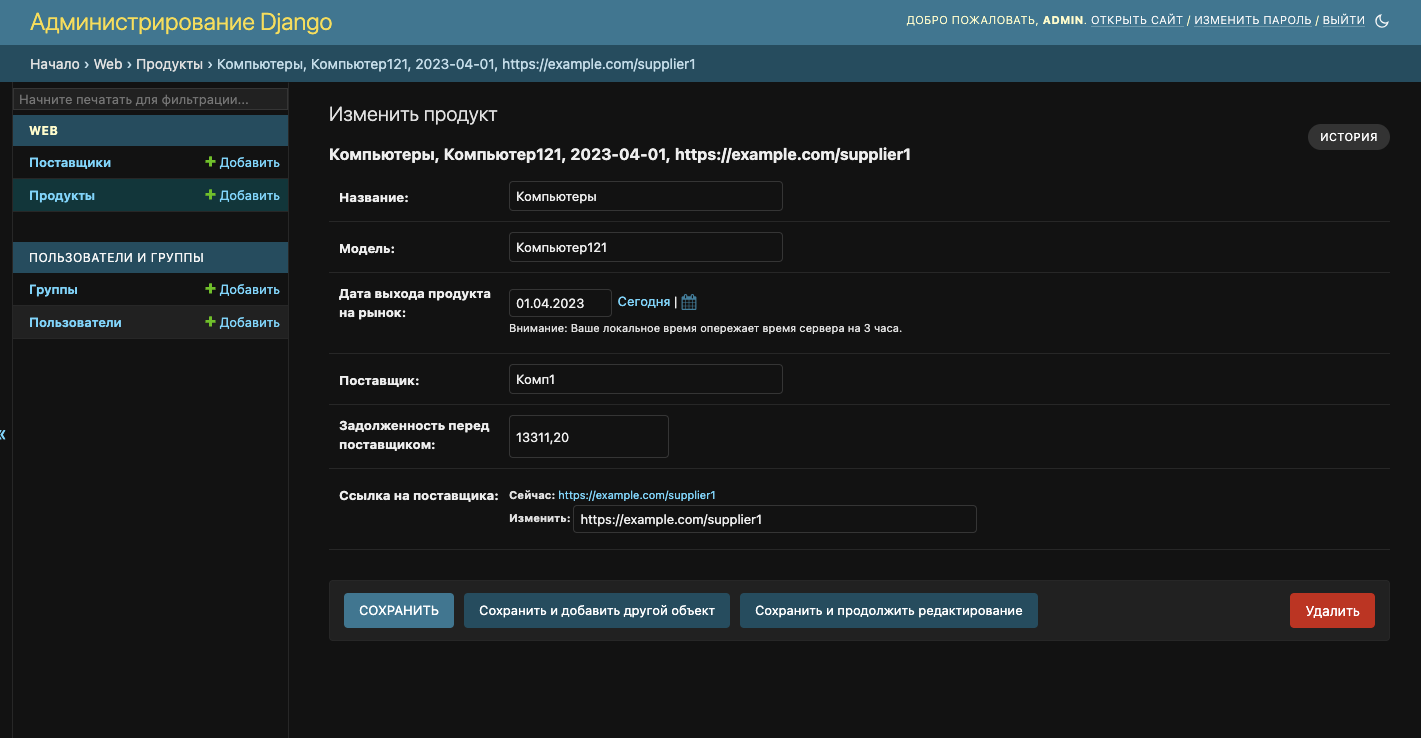 Администрирование Django
ДОБРО ПОЖАЛОВАТЬ, ADMIN. ОТКРЫТЬ САЙТ / ИЗМЕНИТЬ ПАРОЛЬ / ВЫЙТИ
Начало › Web › Продукты › Компьютеры, Компьютер121, 2023-04-01, https://example.com/supplier1
Начните печатать для фильтрации...
WEB
Поставщики + Добавить
Продукты + Добавить
ПОЛЬЗОВАТЕЛИ И ГРУППЫ
Группы + Добавить
Пользователи + Добавить
«
Изменить продукт
ИСТОРИЯ
Компьютеры, Компьютер121, 2023-04-01, https://example.com/supplier1
Название: Компьютеры
Модель: Компьютер121
Дата выхода продукта
на рынок:
01.04.2023 Сегодня |
Внимание: Ваше локальное время опережает время сервера на 3 часа.
Поставщик: Комп1
Задолженность перед
поставщиком:
13311,20
Ссылка на поставщика: Сейчас: https://example.com/supplier1
Изменить: https://example.com/supplier1
СОХРАНИТЬ Сохранить и добавить другой объект Сохранить и продолжить редактирование Удалить